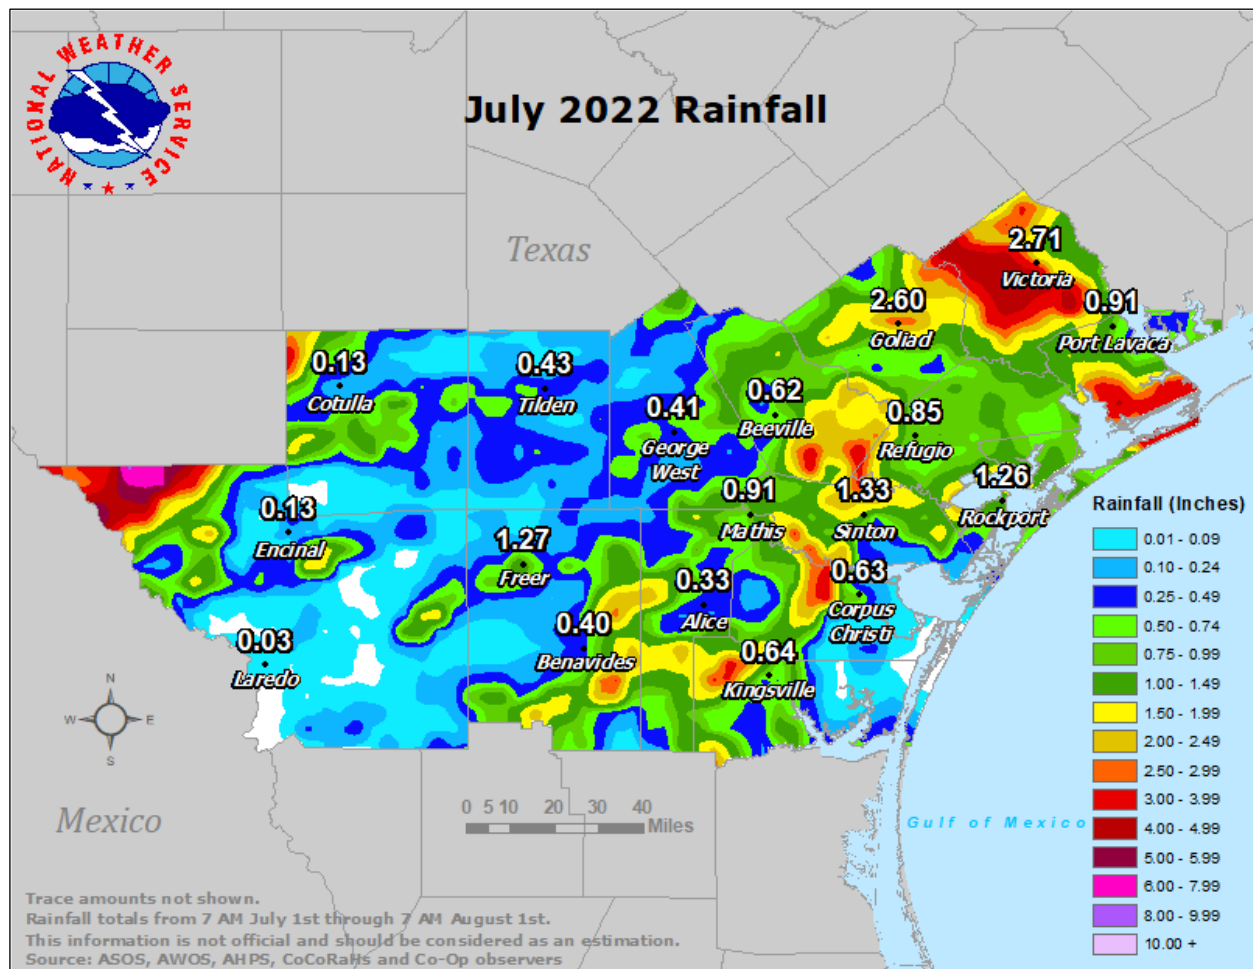 NATIONAL WEATHER SERVICE
July 2022 Rainfall
Texas
2.71
Victoria
2.60
Goliad
0.91
Port Lavaca
0.13
Cotulla
0.43
Tilden
0.41
George
West
0.62
Beeville
0.85
Refugio
1.26
Rockport
0.13
Encinal
0.91
Mathis
1.33
Sinton
1.27
Freer
0.33
Alice
0.63
Corpus
Christi
0.03
Laredo
0.40
Benavides
0.64
Kingsville
N
W E
S
Mexico
0 5 10 20 30 40
Miles
Gulf of Mexico
Rainfall (Inches)
0.01 - 0.09
0.10 - 0.24
0.25 - 0.49
0.50 - 0.74
0.75 - 0.99
1.00 - 1.49
1.50 - 1.99
2.00 - 2.49
2.50 - 2.99
3.00 - 3.99
4.00 - 4.99
5.00 - 5.99
6.00 - 7.99
8.00 - 9.99
10.00 +
Trace amounts not shown.
Rainfall totals from 7 AM July 1st through 7 AM August 1st.
This information is not official and should be considered as an estimation.
Source: ASOS, AWOS, AHPS, CoCoRaHs and Co-Op observers